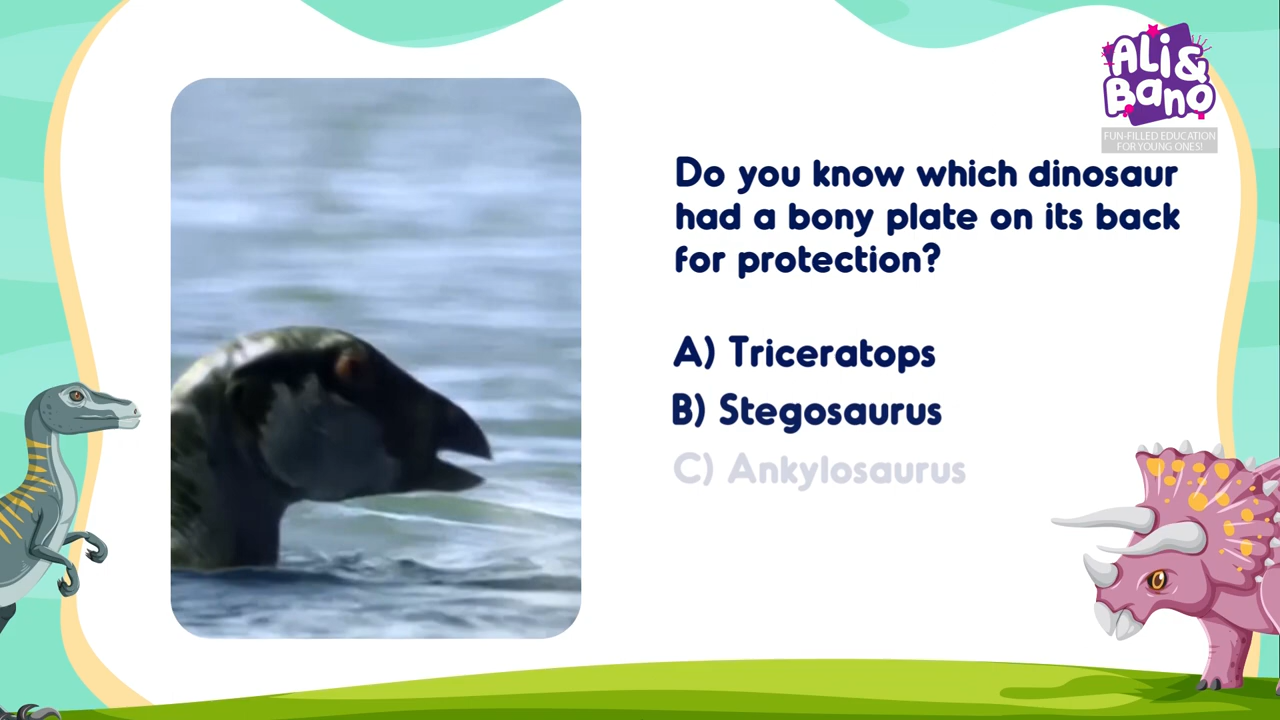 Ali &
Bano
FUN-FILLED EDUCATION
FOR YOUNG ONES!
Do you know which dinosaur
had a bony plate on its back
for protection?
A) Triceratops
B) Stegosaurus
C) Ankylosaurus